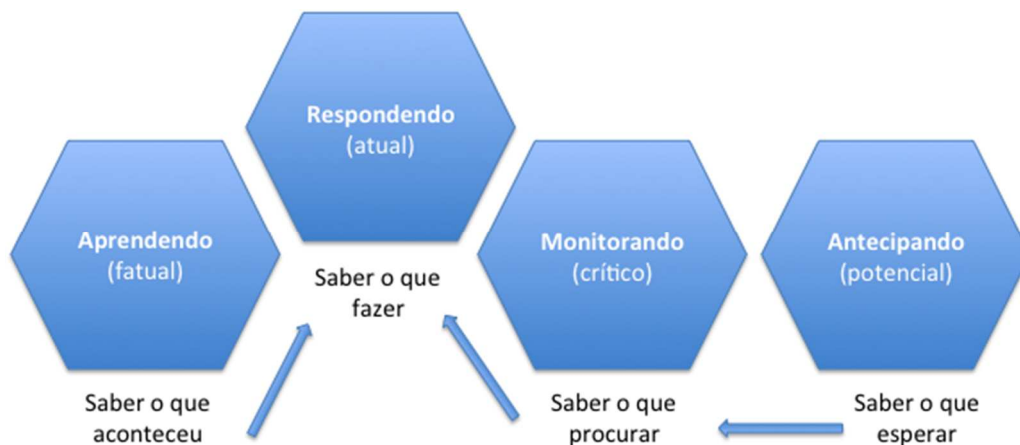 Respondendo
(atual)
Aprendendo
(fatual)
Monitorando
(crítico)
Antecipando
(potencial)
Saber o que
fazer
Saber o que
aconteceu
Saber o que
procurar
Saber o que
esperar